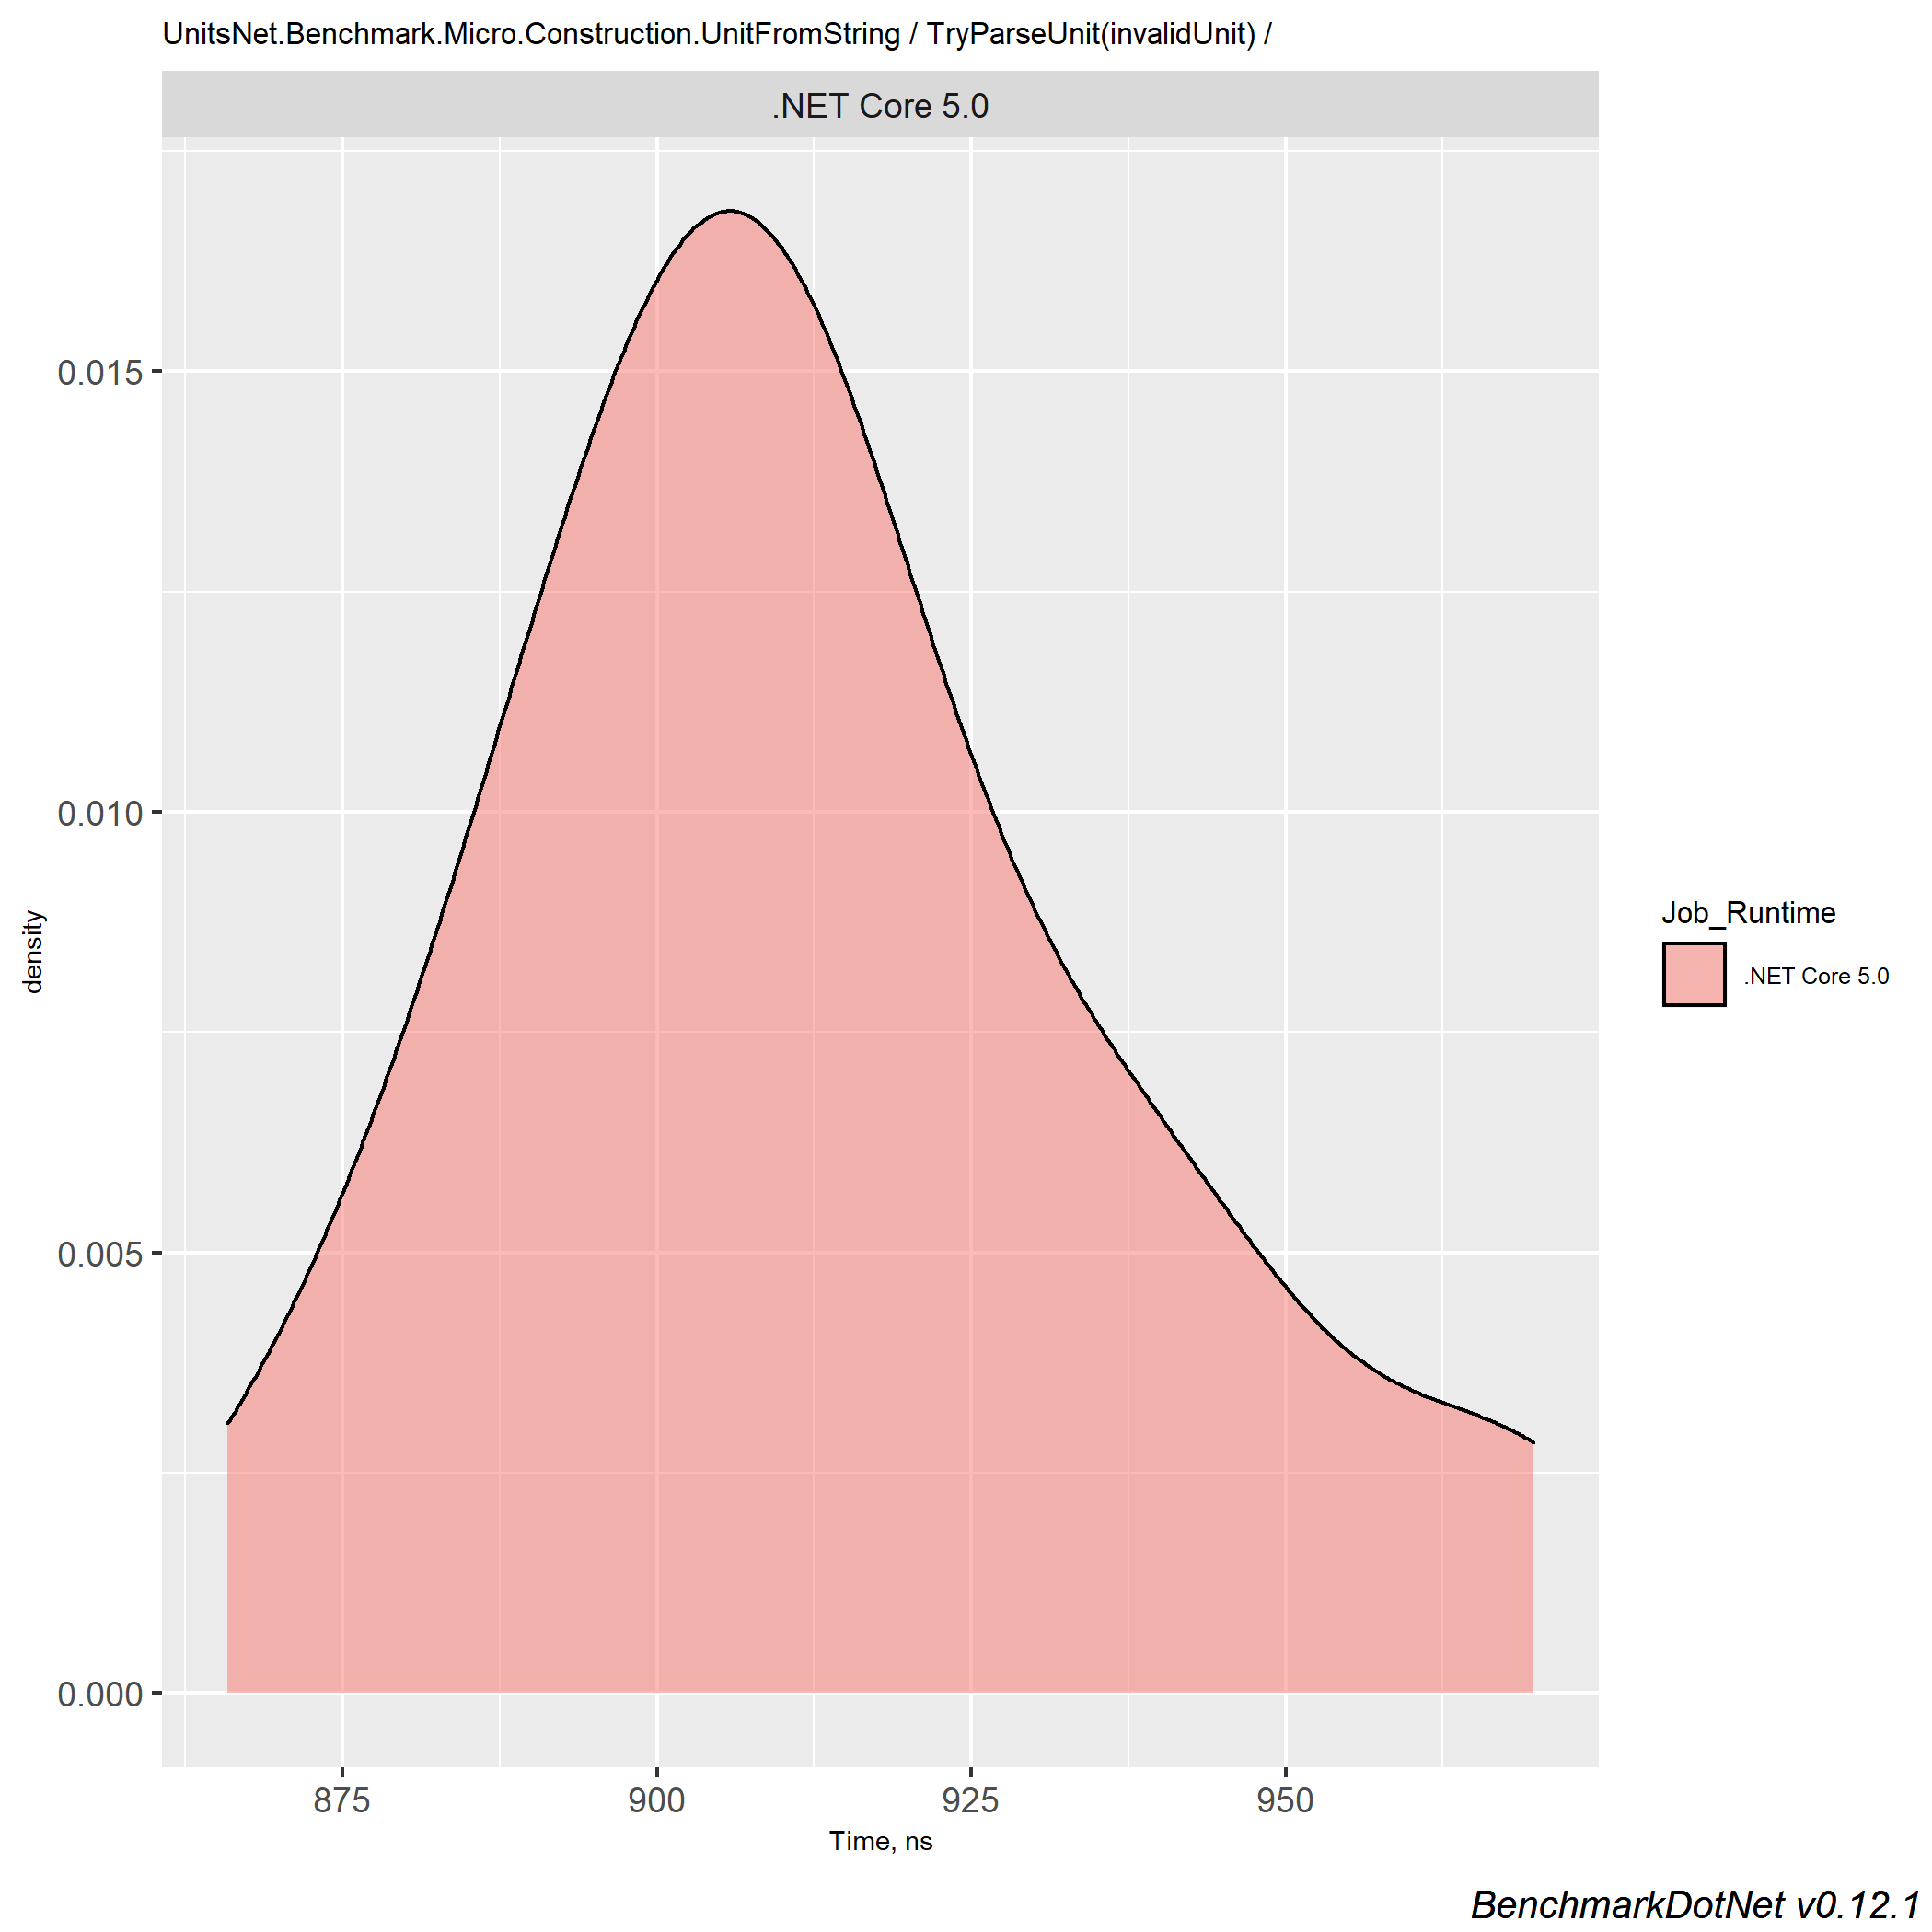 UnitsNet.Benchmark.Micro.Construction.UnitFromString / TryParseUnit(invalidUnit) /
.NET Core 5.0
0.015
0.010
0.005
0.000
density
875 900 925 950
Time, ns
Job_Runtime
.NET Core 5.0
BenchmarkDotNet v0.12.1